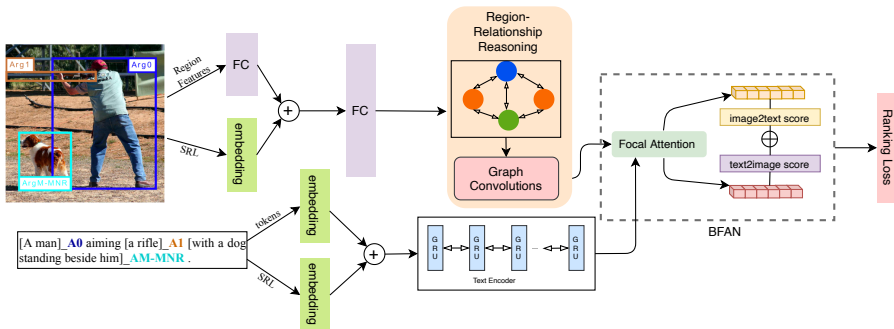 Arg1
Arg0
ArgM-MNR
Region
Features
SRL
FC
embedding
FC
Region-
Relationship
Reasoning
Graph
Convolutions
[A man]_A0 aiming [a rifle]_A1 [with a dog
standing beside him]_AM-MNR .
tokens
SRL
embedding
embedding
GRU
GRU
GRU
...
GRU
Text Encoder
Focal Attention
image2text score
text2image score
BFAN
Ranking Loss